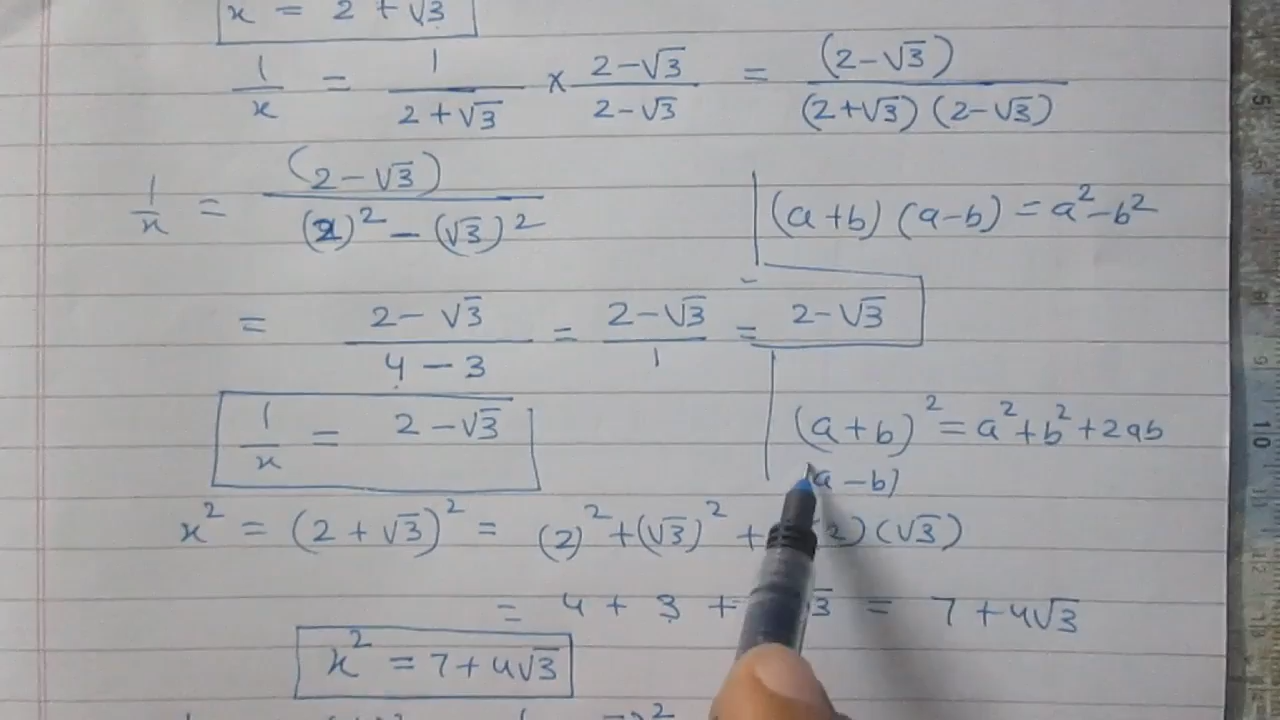 x = 2 + √3
1/x = 1/(2 + √3) × (2 - √3)/(2 - √3) = (2 - √3)/((2 + √3) (2 - √3))
1/x = (2 - √3)/((2)² - (√3)²)
(a + b) (a - b) = a² - b²
= (2 - √3)/(4 - 3) = (2 - √3)/1 = 2 - √3
1/x = 2 - √3
(a + b)² = a² + b² + 2ab
(a - b)
x² = (2 + √3)² = (2)² + (√3)² + 2) (√3)
= 4 + 3 + √3 = 7 + 4√3
x² = 7 + 4√3